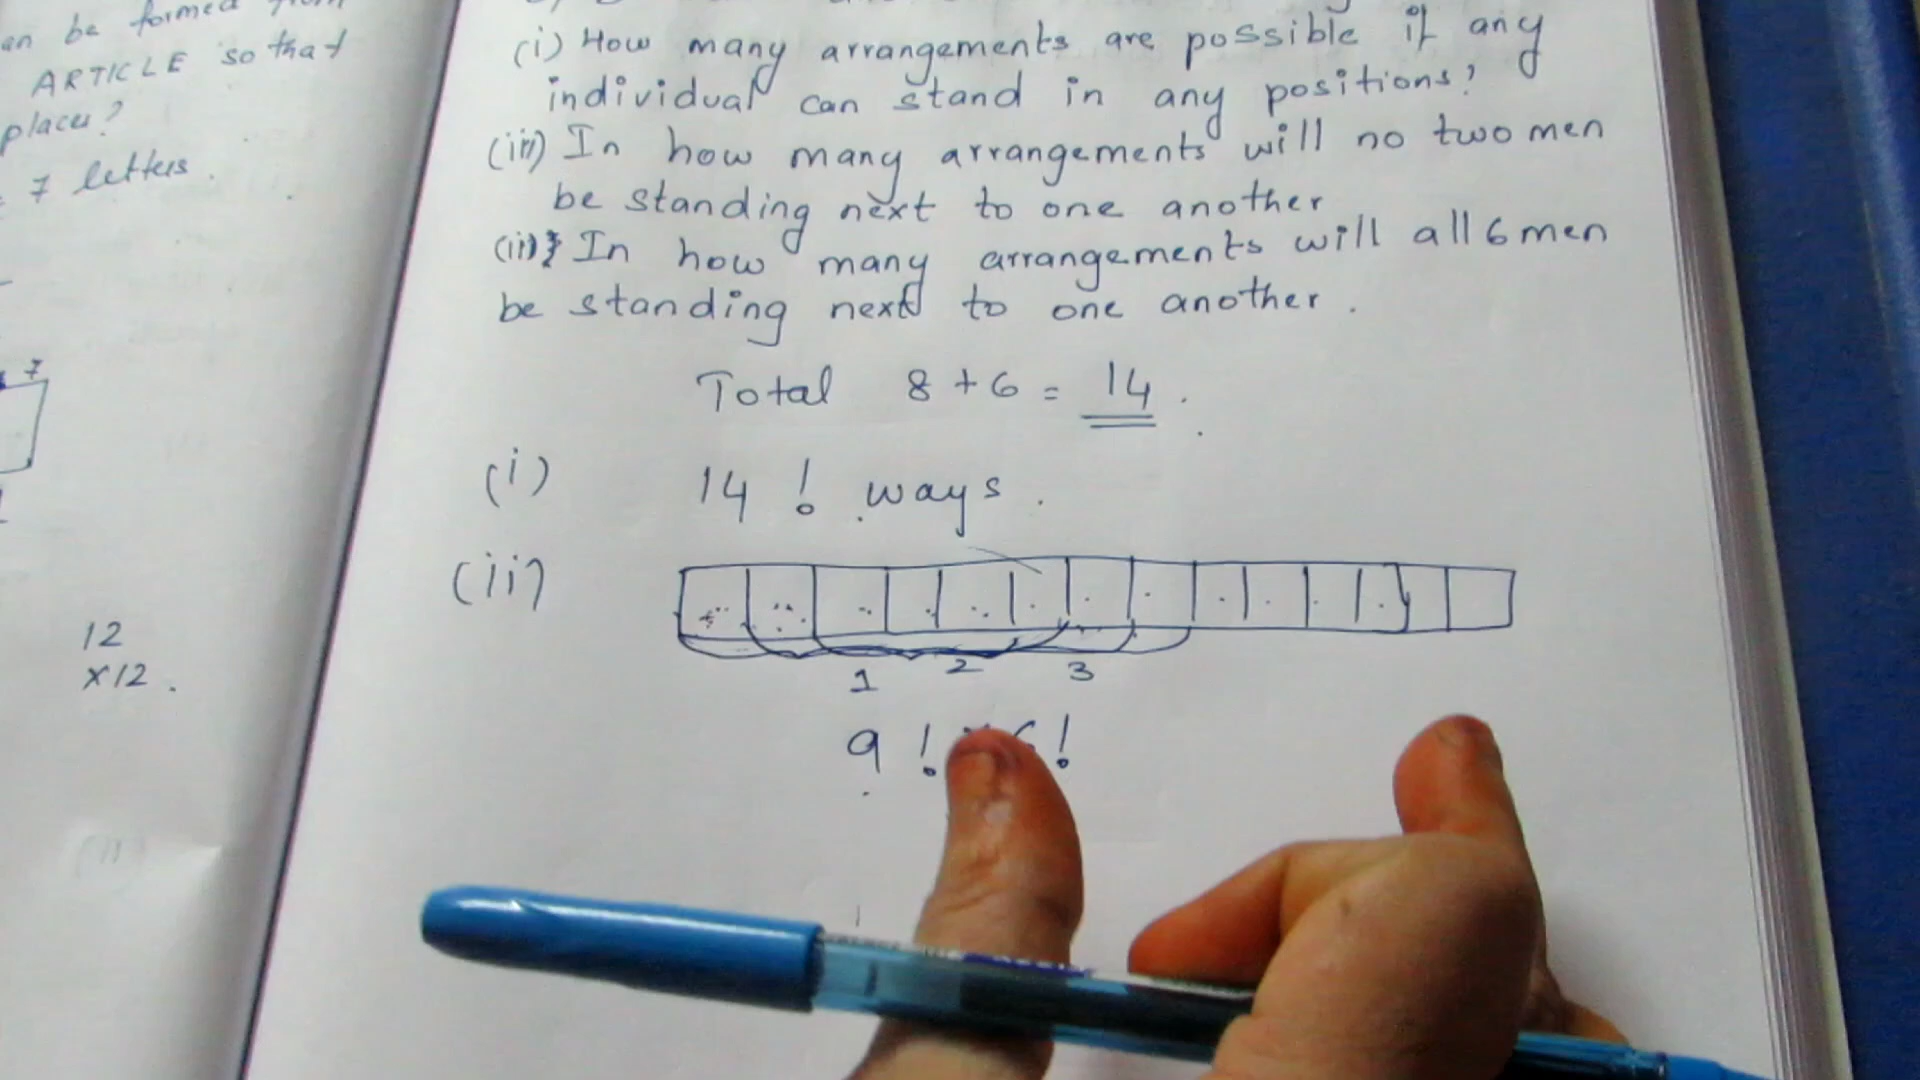 an be formed from
ARTICLE so that
places?
7 letters.
7
12
x12.
(i) How many arrangements are possible if any
individual can stand in any positions?
(iii) In how many arrangements will no two men
be standing next to one another
(ii) In how many arrangements will all 6 men
be standing next to one another.
Total 8 + 6 = 14.
(i) 14 ! ways.
(ii)
1 2 3
9 ! !